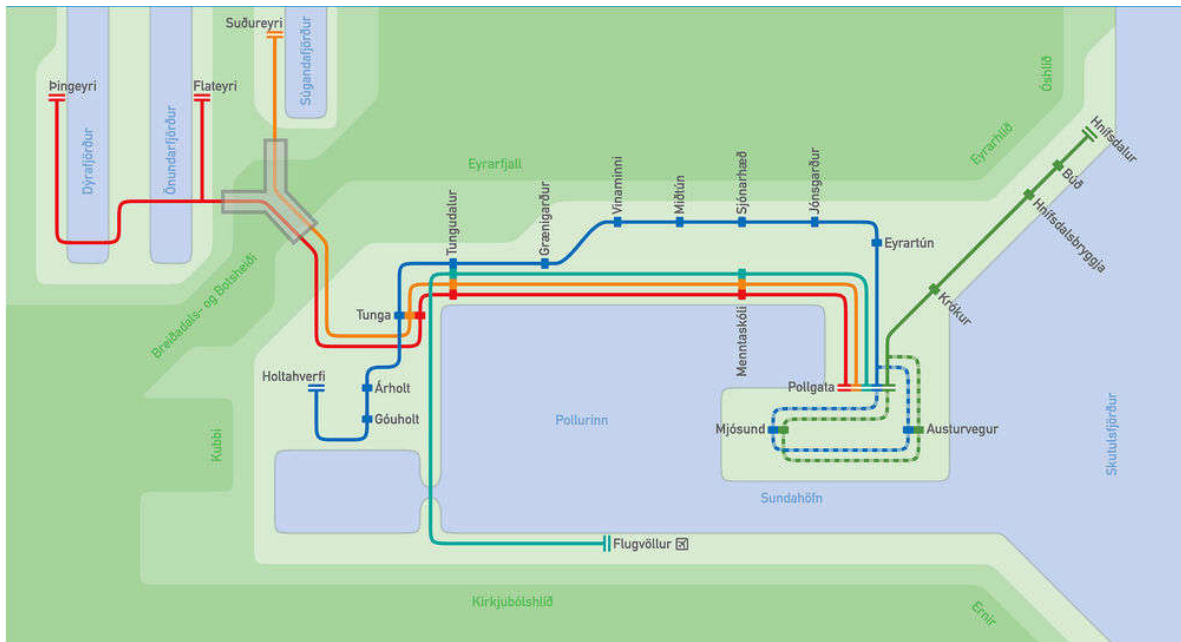 Suðureyri
Þingeyri
Flateyri
Súgandafjörður
Dýrafjörður
Önundarfjörður
Óshlíð
Eyrarhlíð
Hnífsdalur
Búð
Hnífsdalsbryggja
Krókur
Eyrarfjall
Tungudalur
Grænigarður
Vinaminni
Miðtún
Sjónarhæð
Jónsgarður
Eyrartún
Breiðadals- og Botsheiði
Tunga
Menntaskóli
Holtahverfi
Árholt
Góuholt
Pollgata
Kubbi
Pollurinn
Mjósund
Austurvegur
Skutulsfjörður
Sundahöfn
Flugvöllur
Kirkjubólshlíð
Ernir